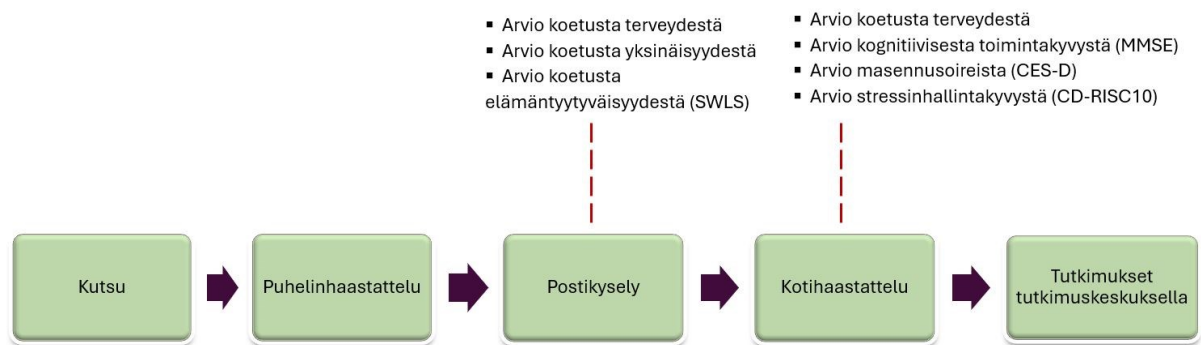 ▪ Arvio koetusta terveydestä
▪ Arvio koetusta yksinäisyydestä
▪ Arvio koetusta
elämäntyytyväisyydestä (SWLS)
▪ Arvio koetusta terveydestä
▪ Arvio kognitiivisesta toimintakyvystä (MMSE)
▪ Arvio masennusoireista (CES-D)
▪ Arvio stressinhallintakyvystä (CD-RISC10)
Kutsu
Puhelinhaastattelu
Postikysely
Kotihaastattelu
Tutkimukset
tutkimuskeskuksella